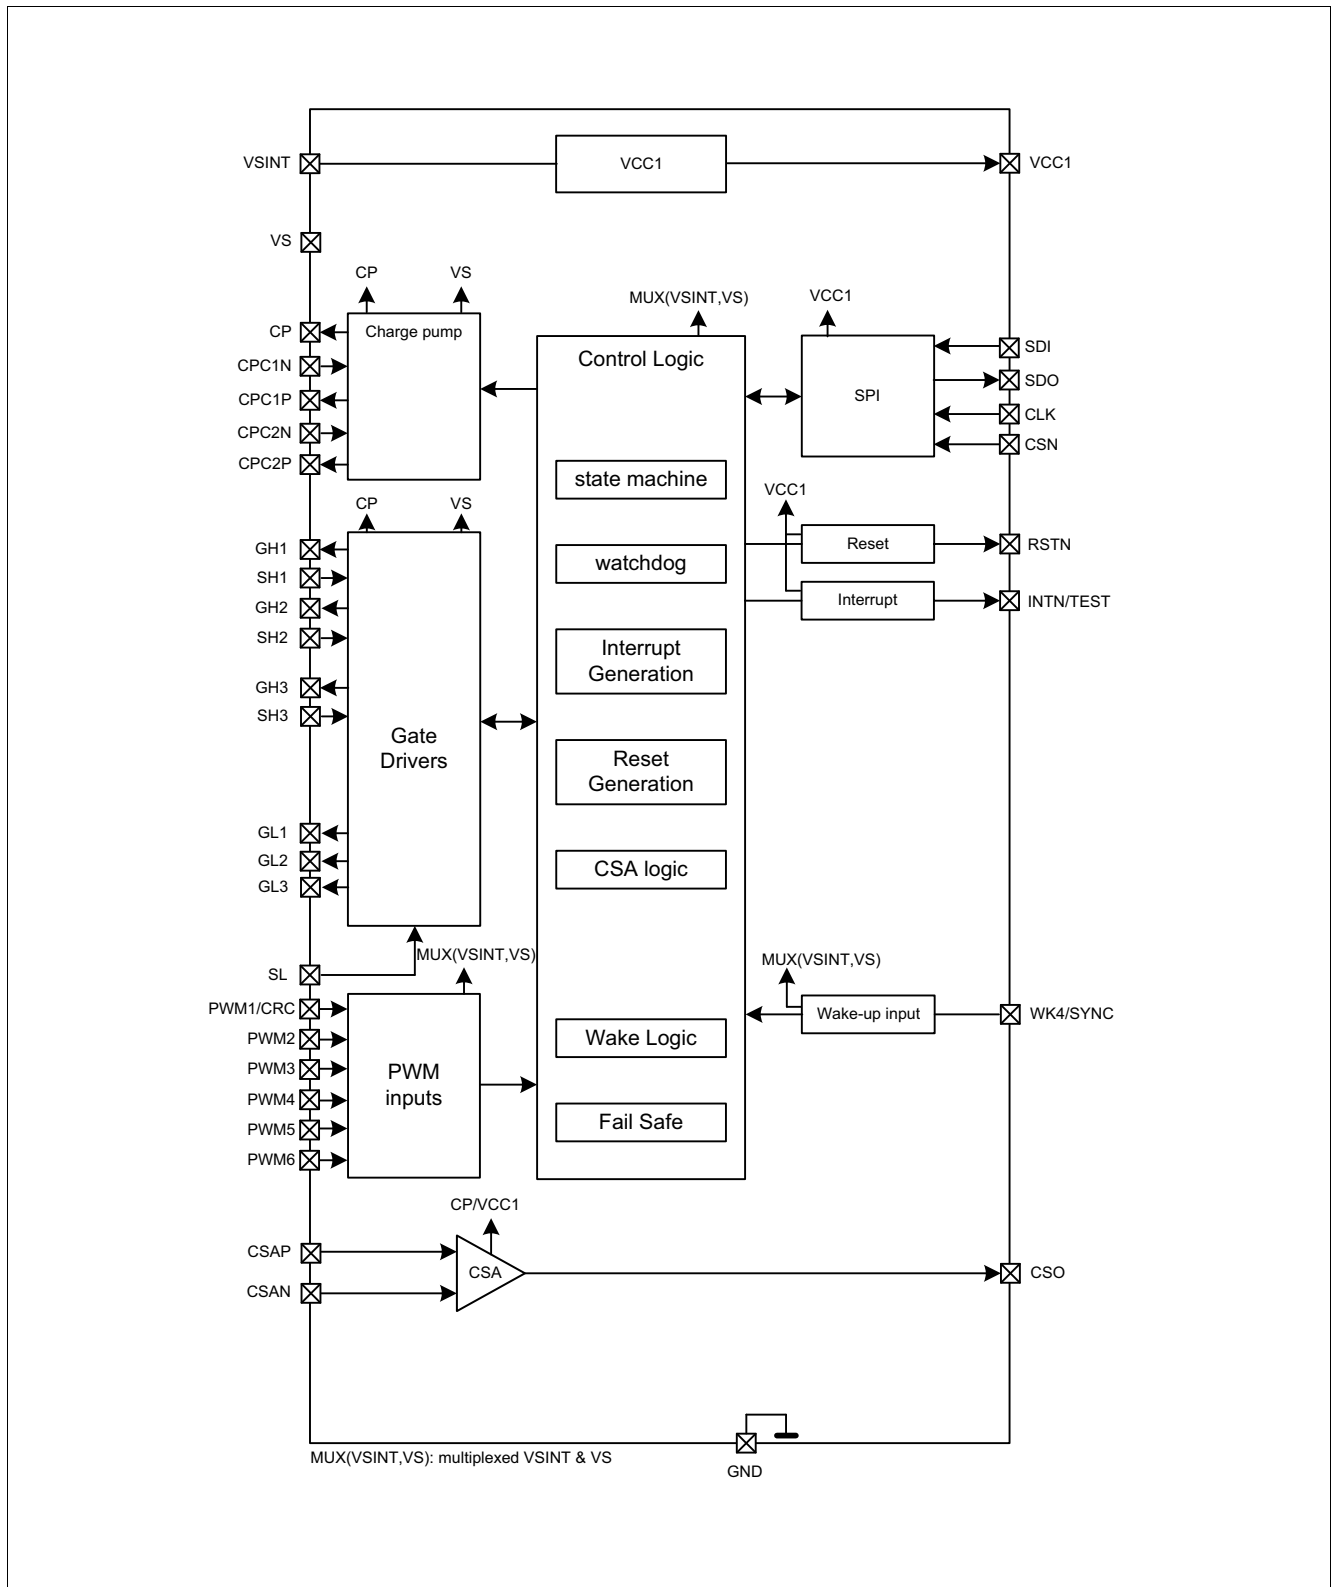 VSINT
VCC1
VCC1
VS
CP
VS
MUX(VSINT,VS)
VCC1
CP
Charge pump
CPC1N
CPC1P
CPC2N
CPC2P
Control Logic
SPI
SDI
SDO
CLK
CSN
state machine
watchdog
Interrupt
Generation
Reset
Generation
CSA logic
Wake Logic
Fail Safe
CP
VS
VCC1
Reset
RSTN
Interrupt
INTN/TEST
GH1
SH1
GH2
SH2
GH3
SH3
Gate
Drivers
GL1
GL2
GL3
SL
MUX(VSINT,VS)
MUX(VSINT,VS)
Wake-up input
WK4/SYNC
PWM1/CRC
PWM2
PWM3
PWM4
PWM5
PWM6
PWM
inputs
CP/VCC1
CSAP
CSAN
CSA
CSO
MUX(VSINT,VS): multiplexed VSINT & VS
GND